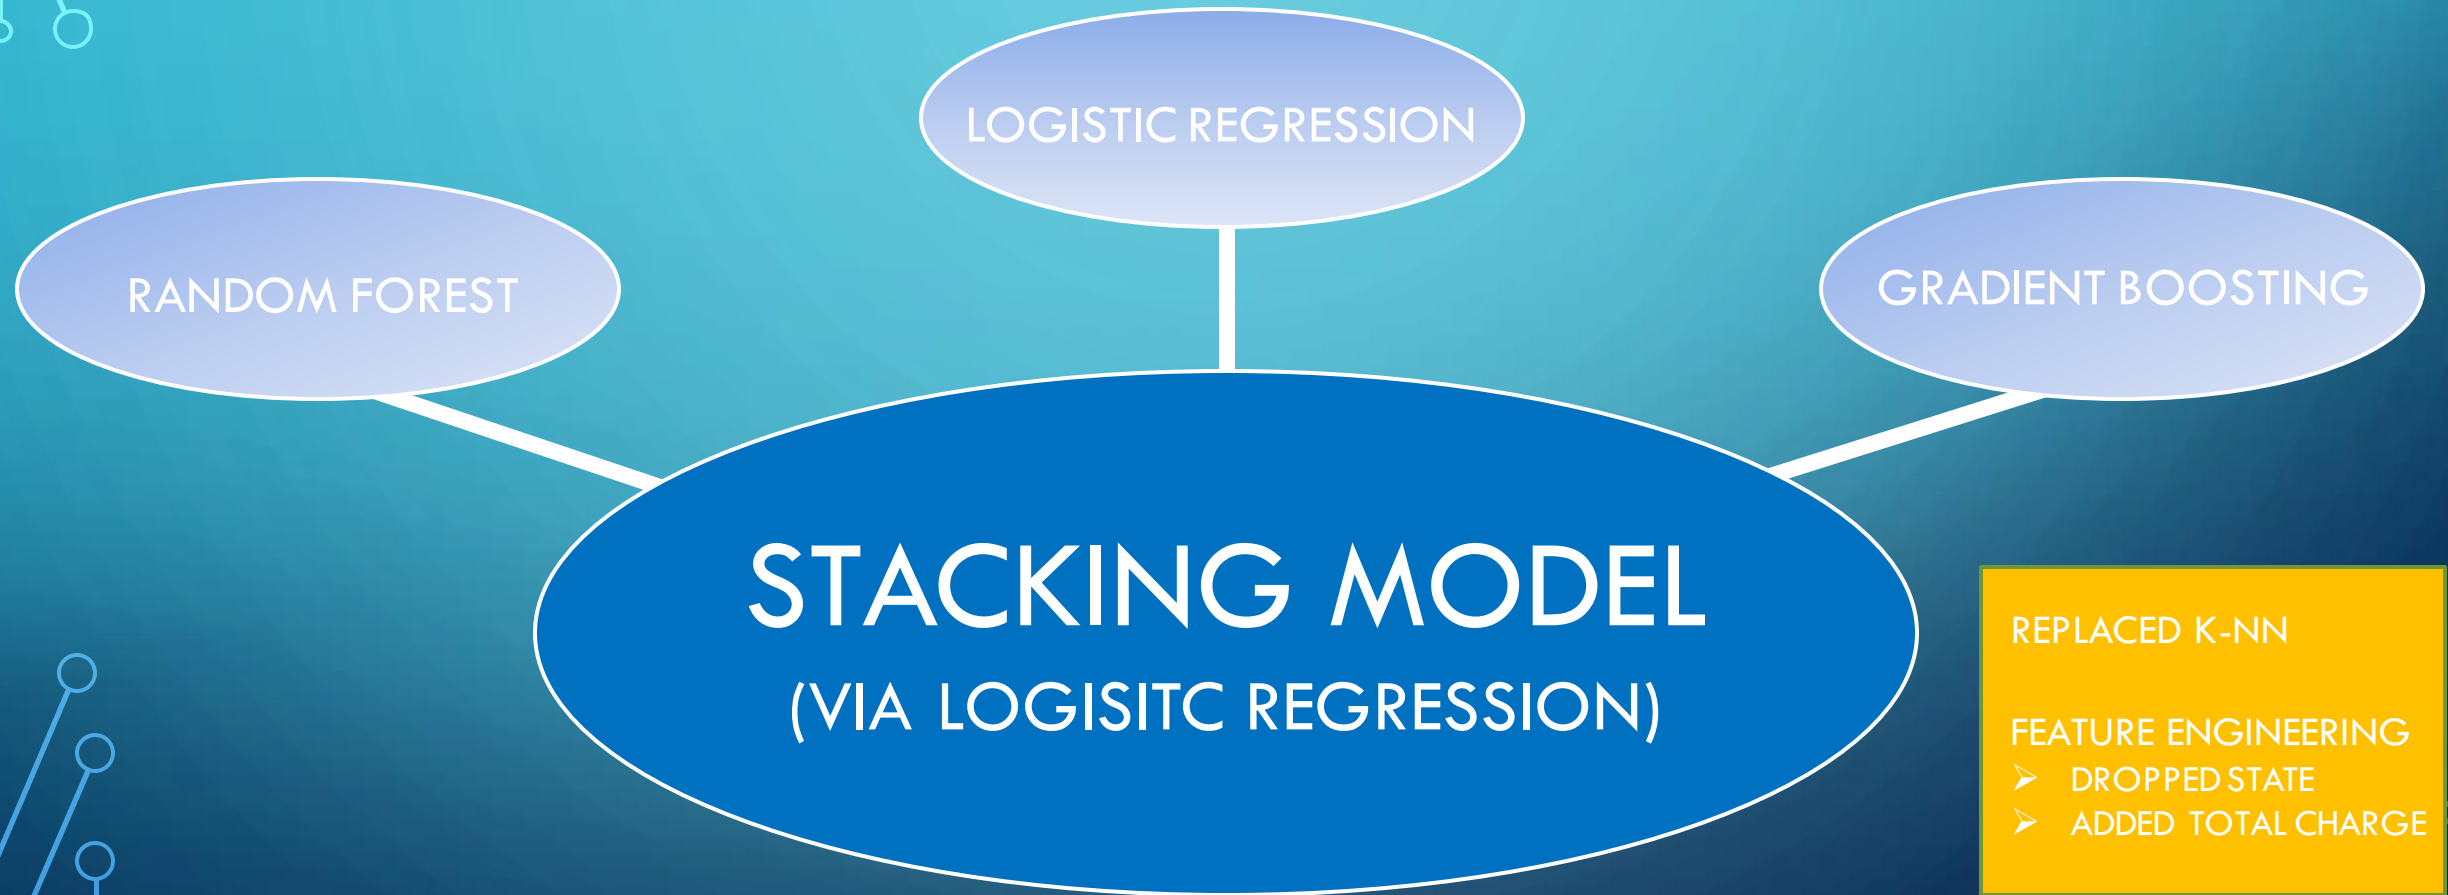 LOGISTIC REGRESSION
RANDOM FOREST
GRADIENT BOOSTING
STACKING MODEL
(VIA LOGISITC REGRESSION)
REPLACED K-NN
FEATURE ENGINEERING
➢ DROPPED STATE
➢ ADDED TOTAL CHARGE